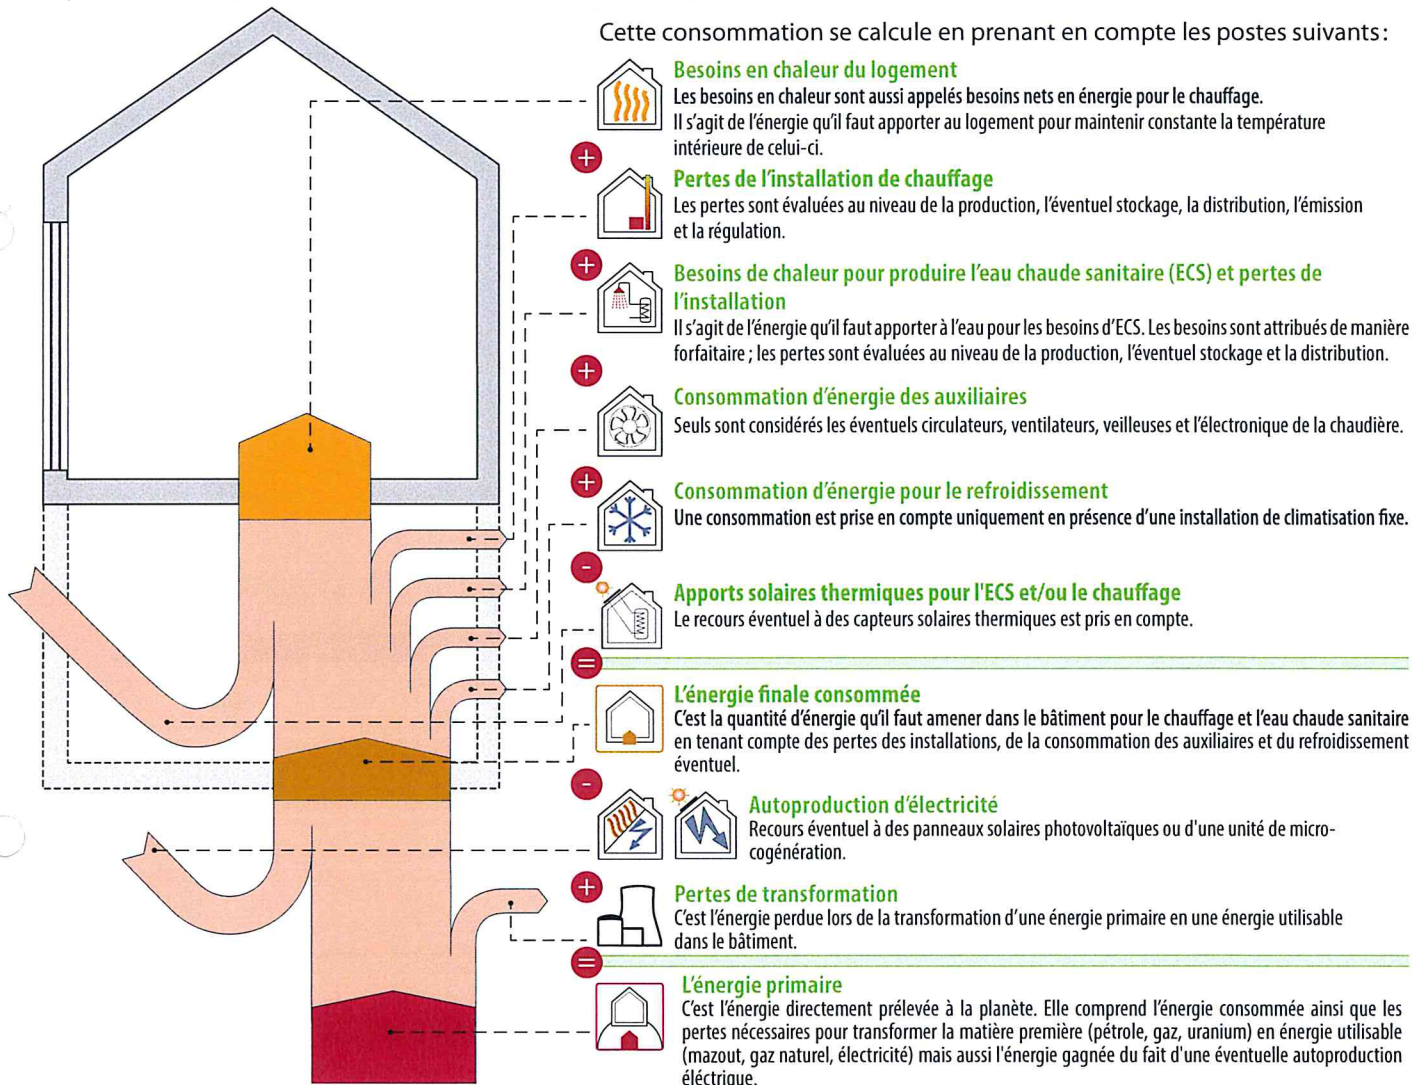 Cette consommation se calcule en prenant en compte les postes suivants:
Besoins en chaleur du logement
Les besoins en chaleur sont aussi appelés besoins nets en énergie pour le chauffage.
Il s'agit de l'énergie qu'il faut apporter au logement pour maintenir constante la température
intérieure de celui-ci.
+
Pertes de l'installation de chauffage
Les pertes sont évaluées au niveau de la production, l'éventuel stockage, la distribution, l'émission
et la régulation.
+
Besoins de chaleur pour produire l'eau chaude sanitaire (ECS) et pertes de
l'installation
Il s'agit de l'énergie qu'il faut apporter à l'eau pour les besoins d'ECS. Les besoins sont attribués de manière
forfaitaire ; les pertes sont évaluées au niveau de la production, l'éventuel stockage et la distribution.
+
Consommation d'énergie des auxiliaires
Seuls sont considérés les éventuels circulateurs, ventilateurs, veilleuses et l'électronique de la chaudière.
+
Consommation d'énergie pour le refroidissement
Une consommation est prise en compte uniquement en présence d'une installation de climatisation fixe.
-
Apports solaires thermiques pour l'ECS et/ou le chauffage
Le recours éventuel à des capteurs solaires thermiques est pris en compte.
=
L'énergie finale consommée
C'est la quantité d'énergie qu'il faut amener dans le bâtiment pour le chauffage et l'eau chaude sanitaire
en tenant compte des pertes des installations, de la consommation des auxiliaires et du refroidissement
éventuel.
-
Autoproduction d'électricité
Recours éventuel à des panneaux solaires photovoltaïques ou d'une unité de micro-
cogénération.
+
Pertes de transformation
C'est l'énergie perdue lors de la transformation d'une énergie primaire en une énergie utilisable
dans le bâtiment.
=
L'énergie primaire
C'est l'énergie directement prélevée à la planète. Elle comprend l'énergie consommée ainsi que les
pertes nécessaires pour transformer la matière première (pétrole, gaz, uranium) en énergie utilisable
(mazout, gaz naturel, électricité) mais aussi l'énergie gagnée du fait d'une éventuelle autoproduction
éléctrique.